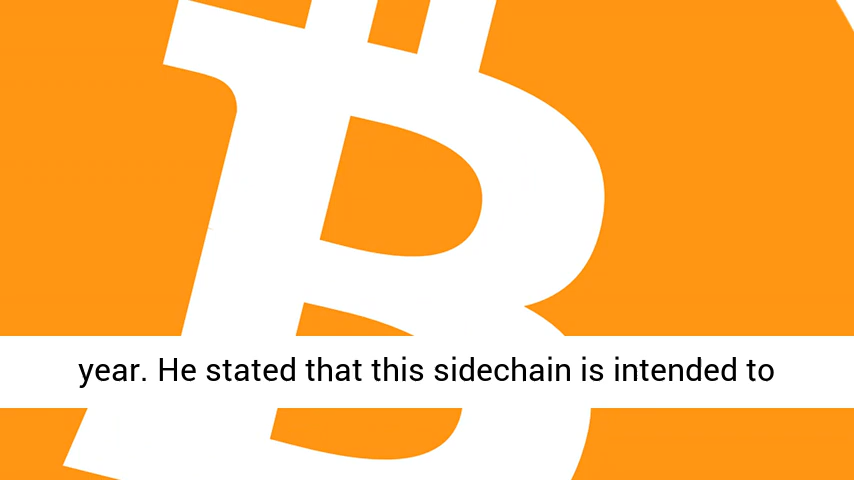 year. He stated that this sidechain is intended to